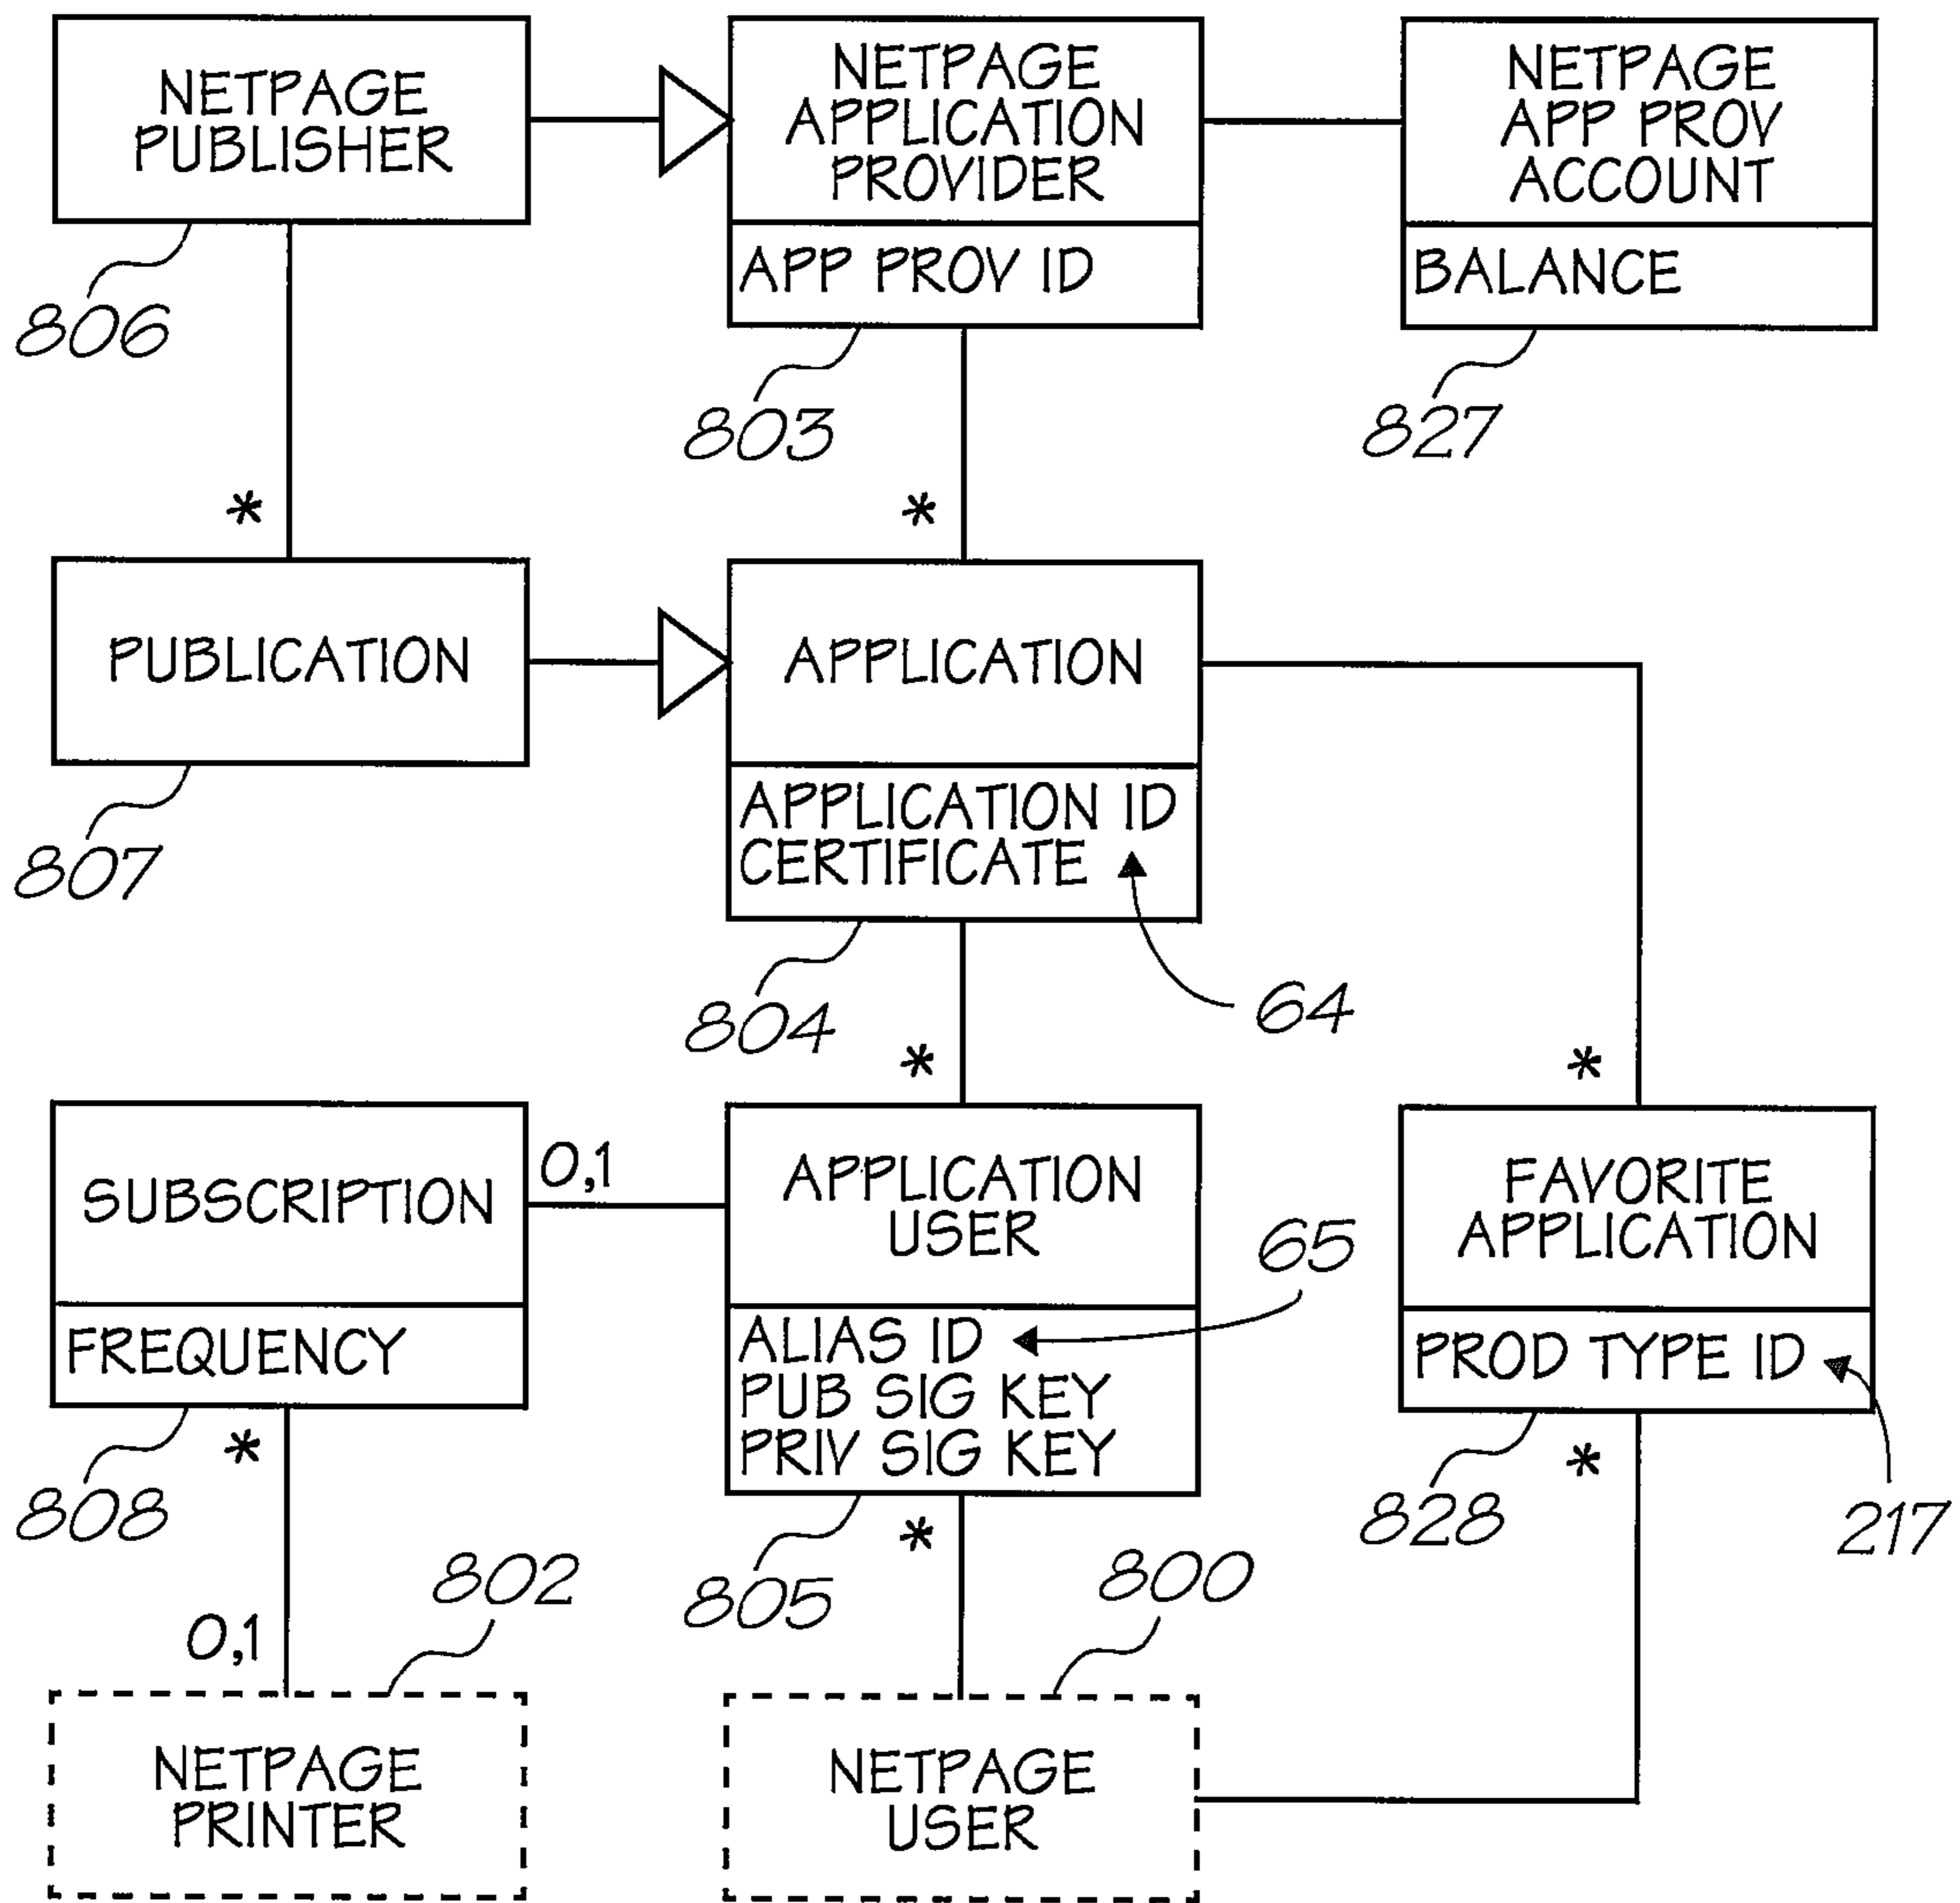 NETPAGE
PUBLISHER
NETPAGE
APPLICATION
PROVIDER
APP PROV ID
NETPAGE
APP PROV
ACCOUNT
BALANCE
806
803
827
*
*
PUBLICATION
APPLICATION
APPLICATION ID
CERTIFICATE
807
804
64
*
*
SUBSCRIPTION
FREQUENCY
0,1
APPLICATION
USER
ALIAS ID
PUB SIG KEY
PRIV SIG KEY
65
FAVORITE
APPLICATION
PROD TYPE ID
808
*
805
*
828
*
217
802
800
0,1
NETPAGE
PRINTER
NETPAGE
USER